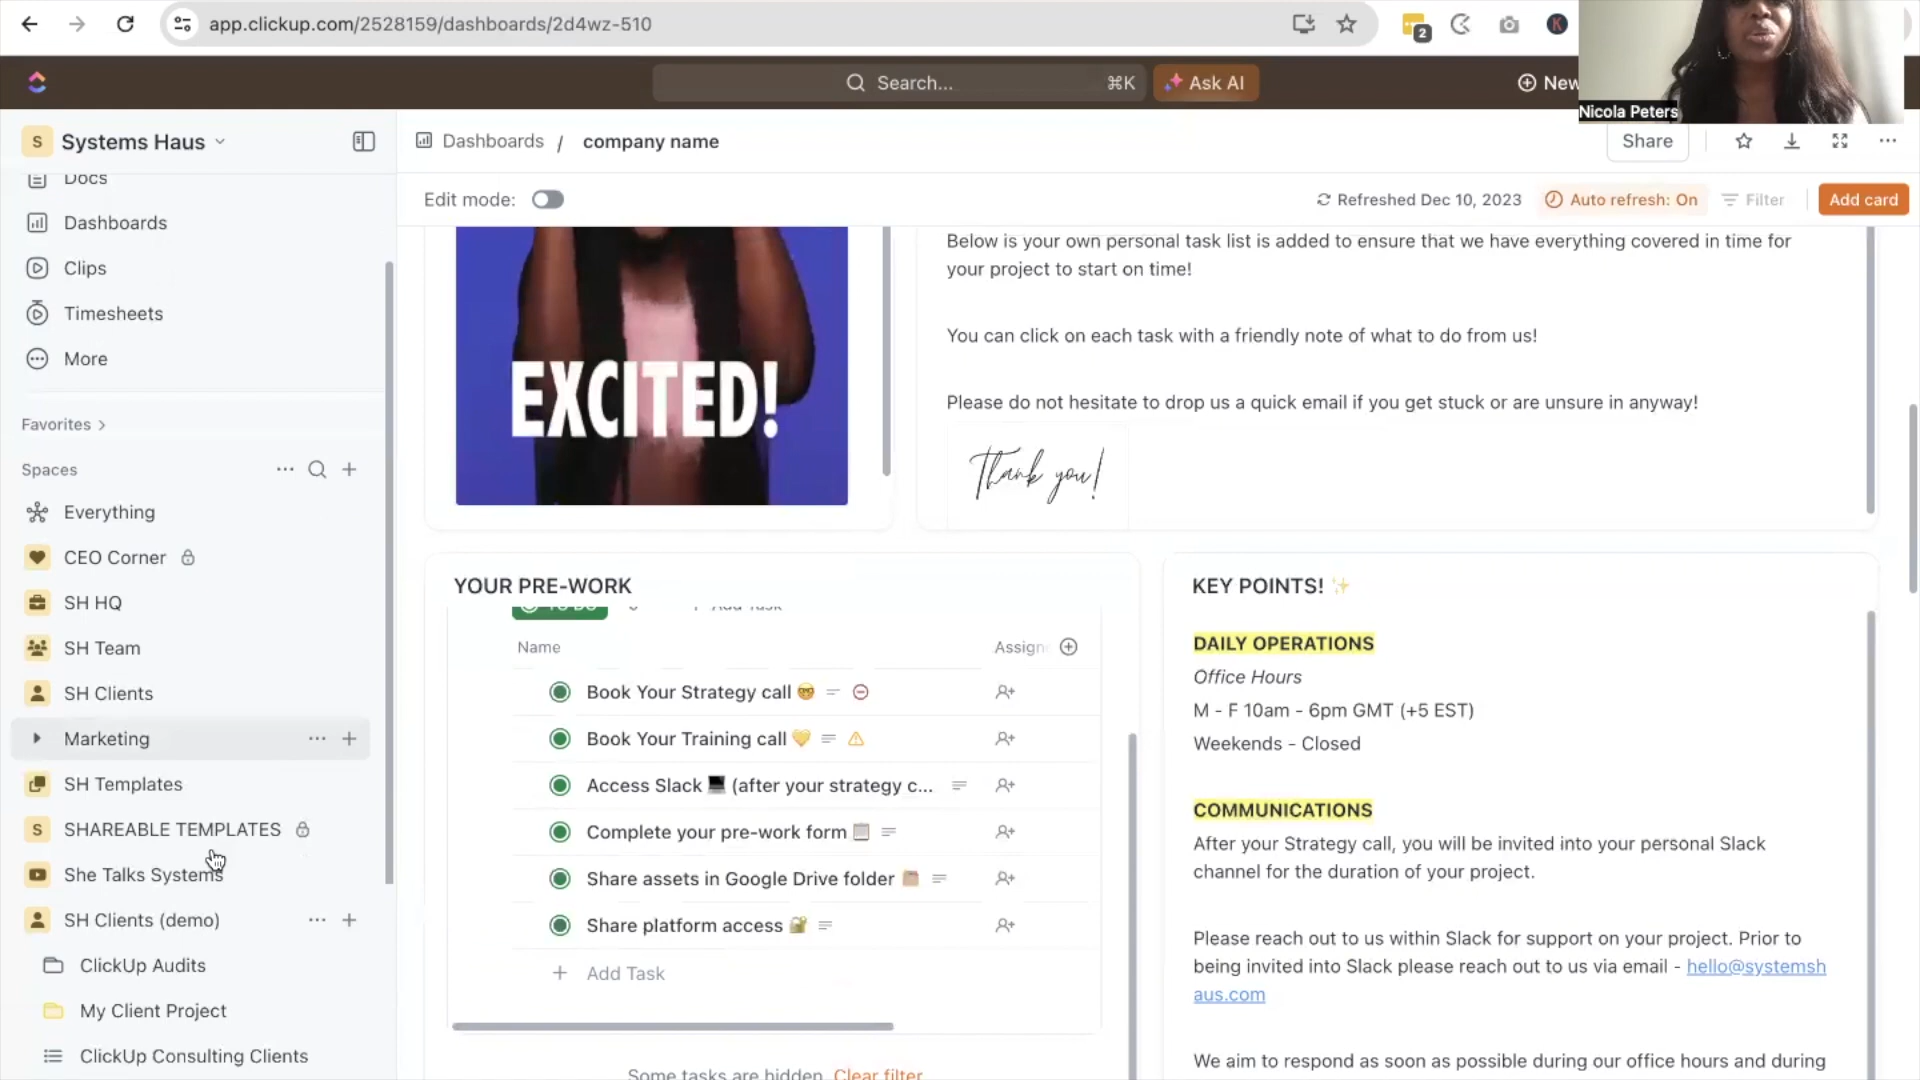 app.clickup.com/2528159/dashboards/2d4wz-510
2
K
Search...
⌘K
Ask AI
New
Nicola Peters
S
Systems Haus
Dashboards / company name
Share
Docs
Dashboards
Clips
Timesheets
More
Favorites
Spaces
Everything
CEO Corner
SH HQ
SH Team
SH Clients
Marketing
SH Templates
S
SHAREABLE TEMPLATES
She Talks Systems
SH Clients (demo)
ClickUp Audits
My Client Project
ClickUp Consulting Clients
Edit mode:
Refreshed Dec 10, 2023
Auto refresh: On
Filter
Add card
EXCITED!
Below is your own personal task list is added to ensure that we have everything covered in time for
your project to start on time!
You can click on each task with a friendly note of what to do from us!
Please do not hesitate to drop us a quick email if you get stuck or are unsure in anyway!
Thank you!
YOUR PRE-WORK
TO DO
Add Task
Name
Assign
Book Your Strategy call 🤓
Book Your Training call 💛
Access Slack 💻 (after your strategy c...
Complete your pre-work form 📋
Share assets in Google Drive folder
Share platform access 🔐
Add Task
Some tasks are hidden. Clear filter
KEY POINTS! ✨
DAILY OPERATIONS
Office Hours
M - F 10am - 6pm GMT (+5 EST)
Weekends - Closed
COMMUNICATIONS
After your Strategy call, you will be invited into your personal Slack
channel for the duration of your project.
Please reach out to us within Slack for support on your project. Prior to
being invited into Slack please reach out to us via email - hello@systemsh
aus.com
We aim to respond as soon as possible during our office hours and during